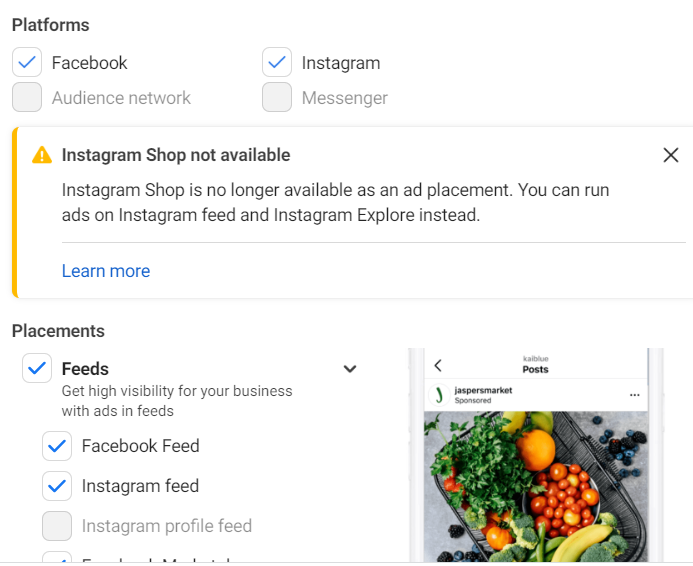 Platforms
Facebook
Instagram
Audience network
Messenger
Instagram Shop not available
Instagram Shop is no longer available as an ad placement. You can run
ads on Instagram feed and Instagram Explore instead.
Learn more
Placements
Feeds
Get high visibility for your business
with ads in feeds
Facebook Feed
Instagram feed
Instagram profile feed
Facebook
kaiblue
Posts
jaspersmarket
Sponsored